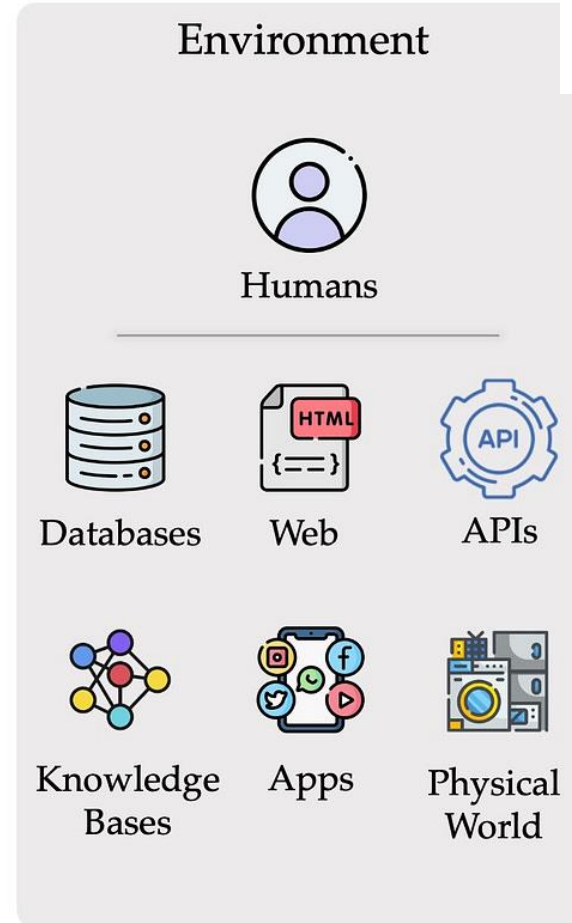 Environment
Humans
HTML
{==}
API
Databases
Web
APIs
Knowledge
Bases
Apps
Physical
World